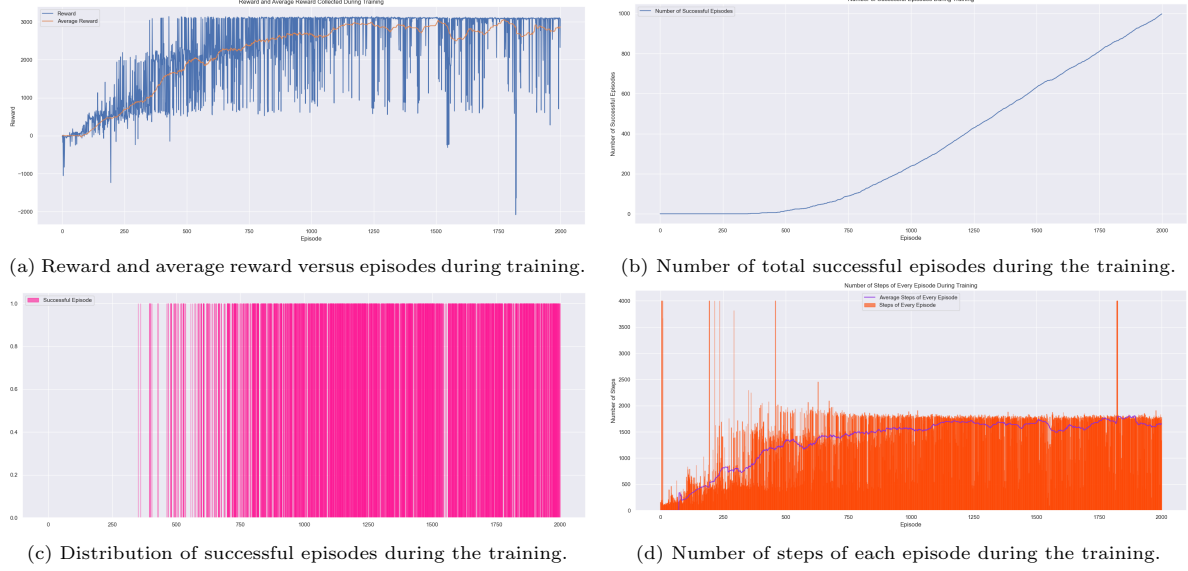 Reward and Average Reward Collected During Training
Reward
Average Reward
3000
2000
1000
0
−1000
−2000
Reward
0 250 500 750 1000 1250 1500 1750 2000
Episode
(a) Reward and average reward versus episodes during training.
Number of Successful Episodes During Training
Number of Successful Episodes
1000
800
600
400
200
0
Number of Successful Episodes
0 250 500 750 1000 1250 1500 1750 2000
Episode
(b) Number of total successful episodes during the training.
Successful Episode
1.0
0.8
0.6
0.4
0.2
0.0
0 250 500 750 1000 1250 1500 1750 2000
(c) Distribution of successful episodes during the training.
Number of Steps of Every Episode During Training
Average Steps of Every Episode
Steps of Every Episode
4000
3500
3000
2500
2000
1500
1000
500
0
Number of Steps
0 250 500 750 1000 1250 1500 1750 2000
Episode
(d) Number of steps of each episode during the training.